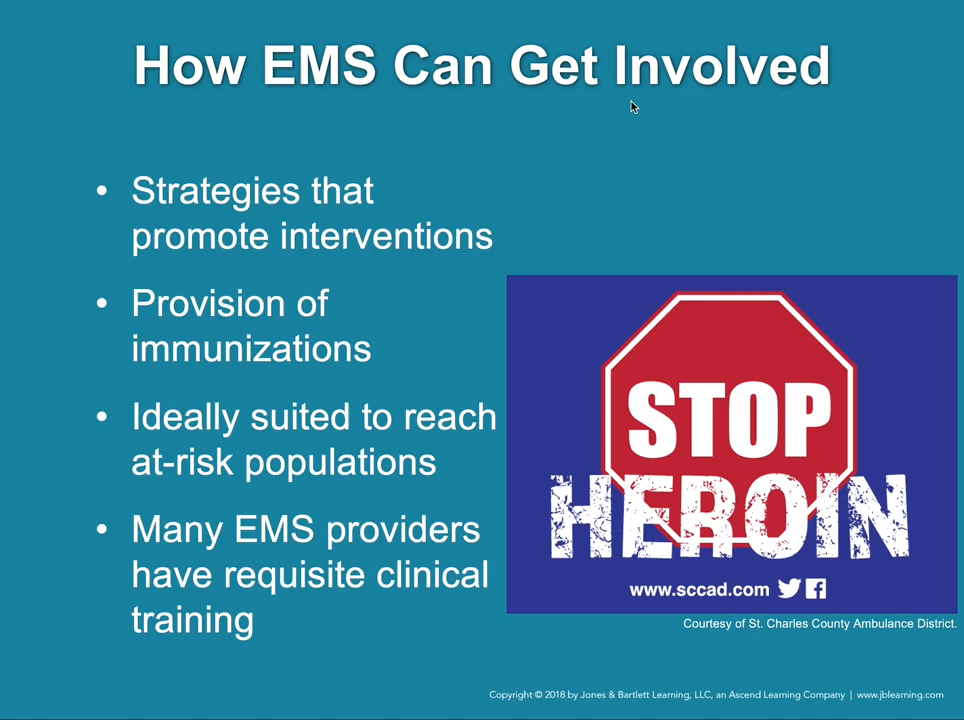 How EMS Can Get Involved
• Strategies that
promote interventions
• Provision of
immunizations
• Ideally suited to reach
at-risk populations
• Many EMS providers
have requisite clinical
training
STOP
HEROIN
www.sccad.com
Courtesy of St. Charles County Ambulance District.
Copyright © 2018 by Jones & Bartlett Learning, LLC, an Ascend Learning Company | www.jblearning.com